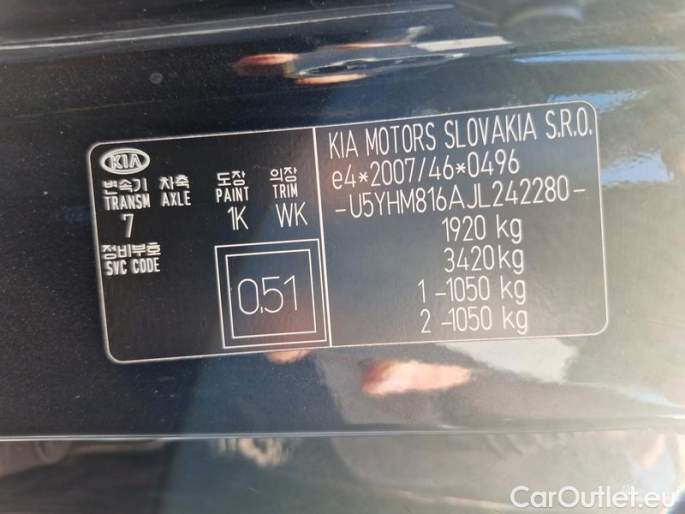 KIA
변속기 차축 도장 의장
TRANSM AXLE PAINT TRIM
7 1K WK
정비부호
SVC CODE
0.51
KIA MOTORS SLOVAKIA S.R.O.
e4*2007/46*0496
-U5YHM816AJL242280-
1920 kg
3420kg
1 -1050 kg
2 -1050 kg
CarOutlet.eu